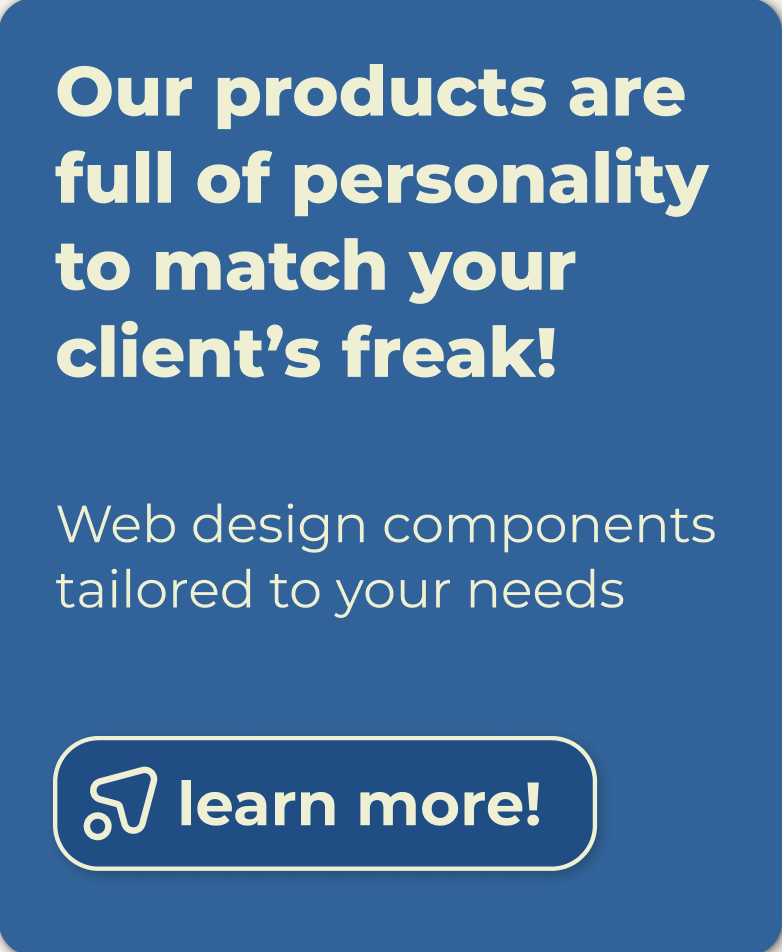 Our products are
full of personality
to match your
client’s freak!
Web design components
tailored to your needs
learn more!